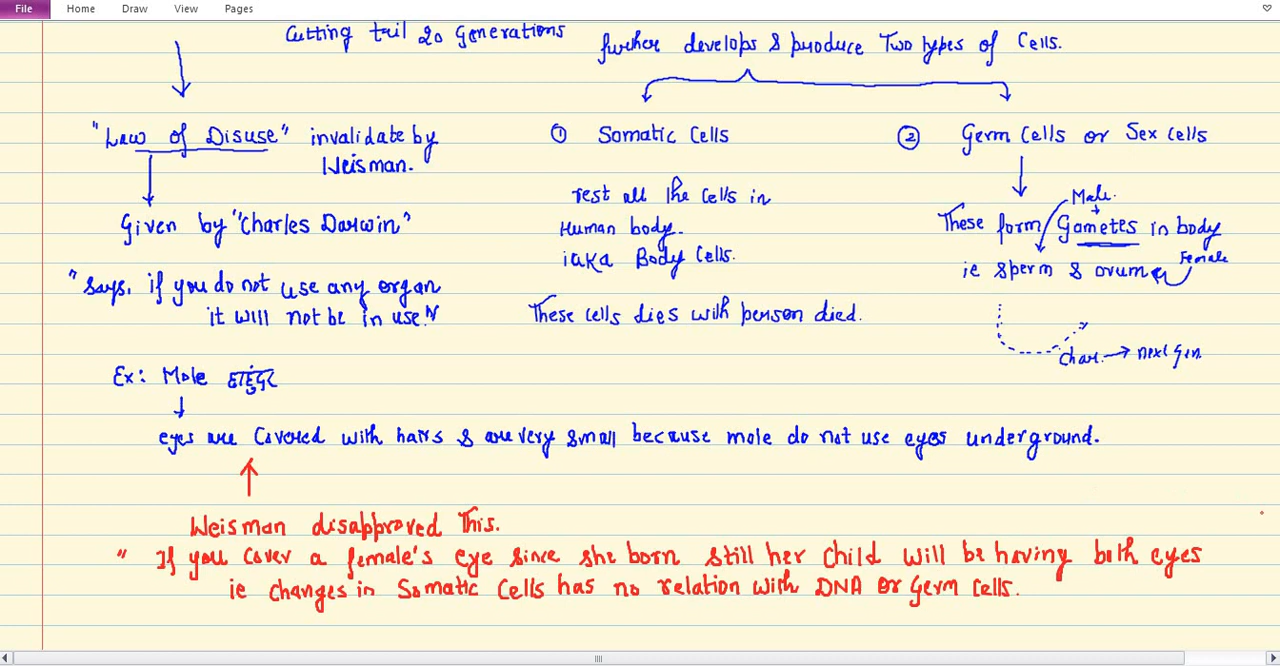 File Home Draw View Pages
Cutting tail 20 Generations
further develops & produce Two types of Cells.
"Law of Disuse" invalidate by
Weisman.
① Somatic Cells
② Germ Cells or Sex cells
Given by "Charles Darwin"
rest all the cells in
Human body.
i aka Body Cells.
Male
These form Gametes in body
ie sperm & ovum Female
"Says, if you do not use any organ
it will not be in use."
These cells dies with person died.
Char. → next Gen.
Ex: Mole
eyes are covered with hairs & are very small because mole do not use eyes underground.
Weisman disapproved This.
" If you cover a female's eye since she born still her child will be having both eyes
ie changes in Somatic Cells has no relation with DNA or Germ Cells.